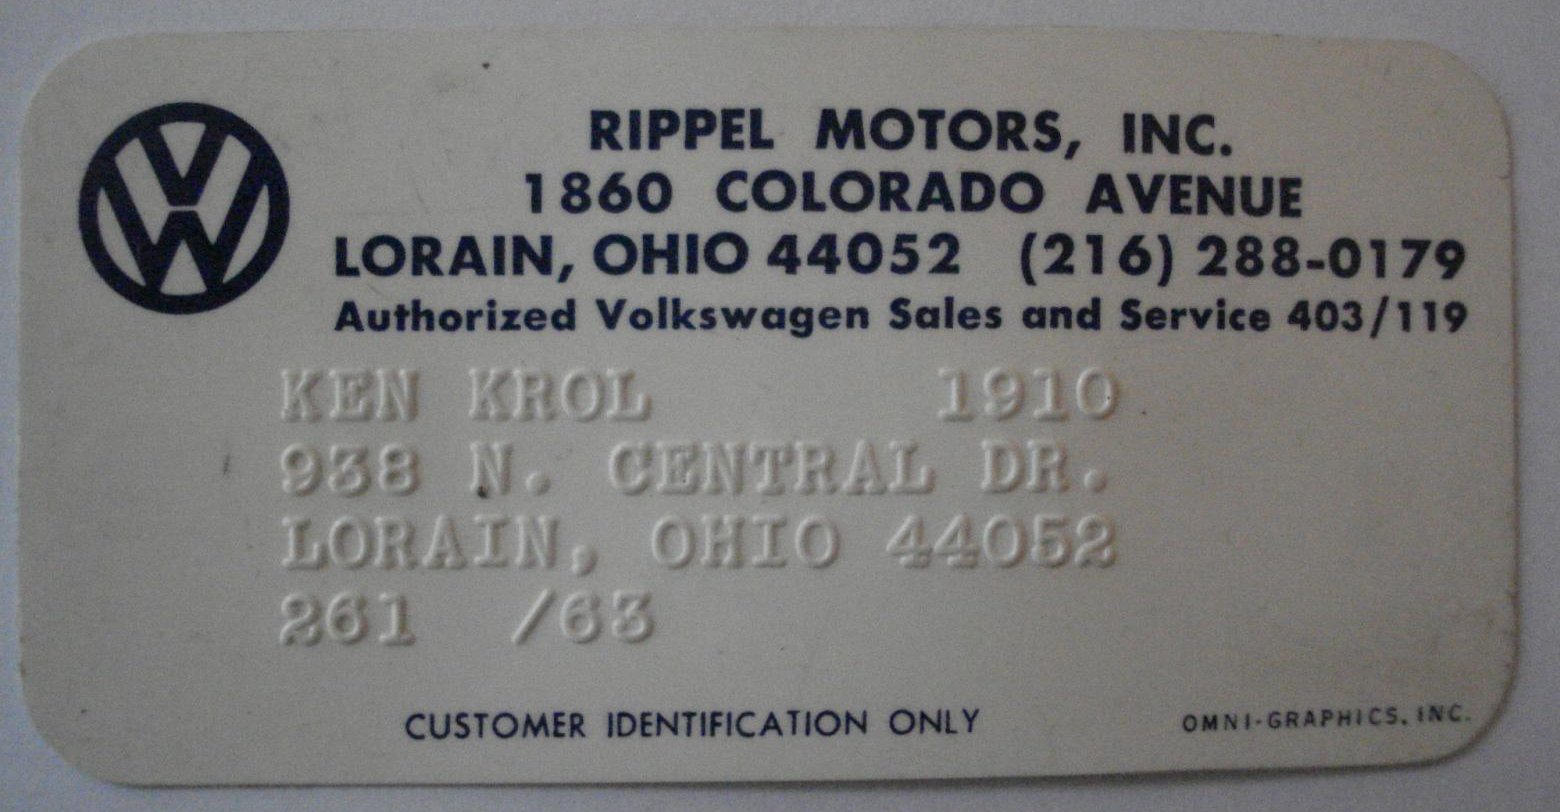 RIPPEL MOTORS, INC.
1860 COLORADO AVENUE
LORAIN, OHIO 44052 (216) 288-0179
Authorized Volkswagen Sales and Service 403/119
KEN KROL 1910
938 N. CENTRAL DR.
LORAIN, OHIO 44052
261 /63
CUSTOMER IDENTIFICATION ONLY
OMNI-GRAPHICS, INC.